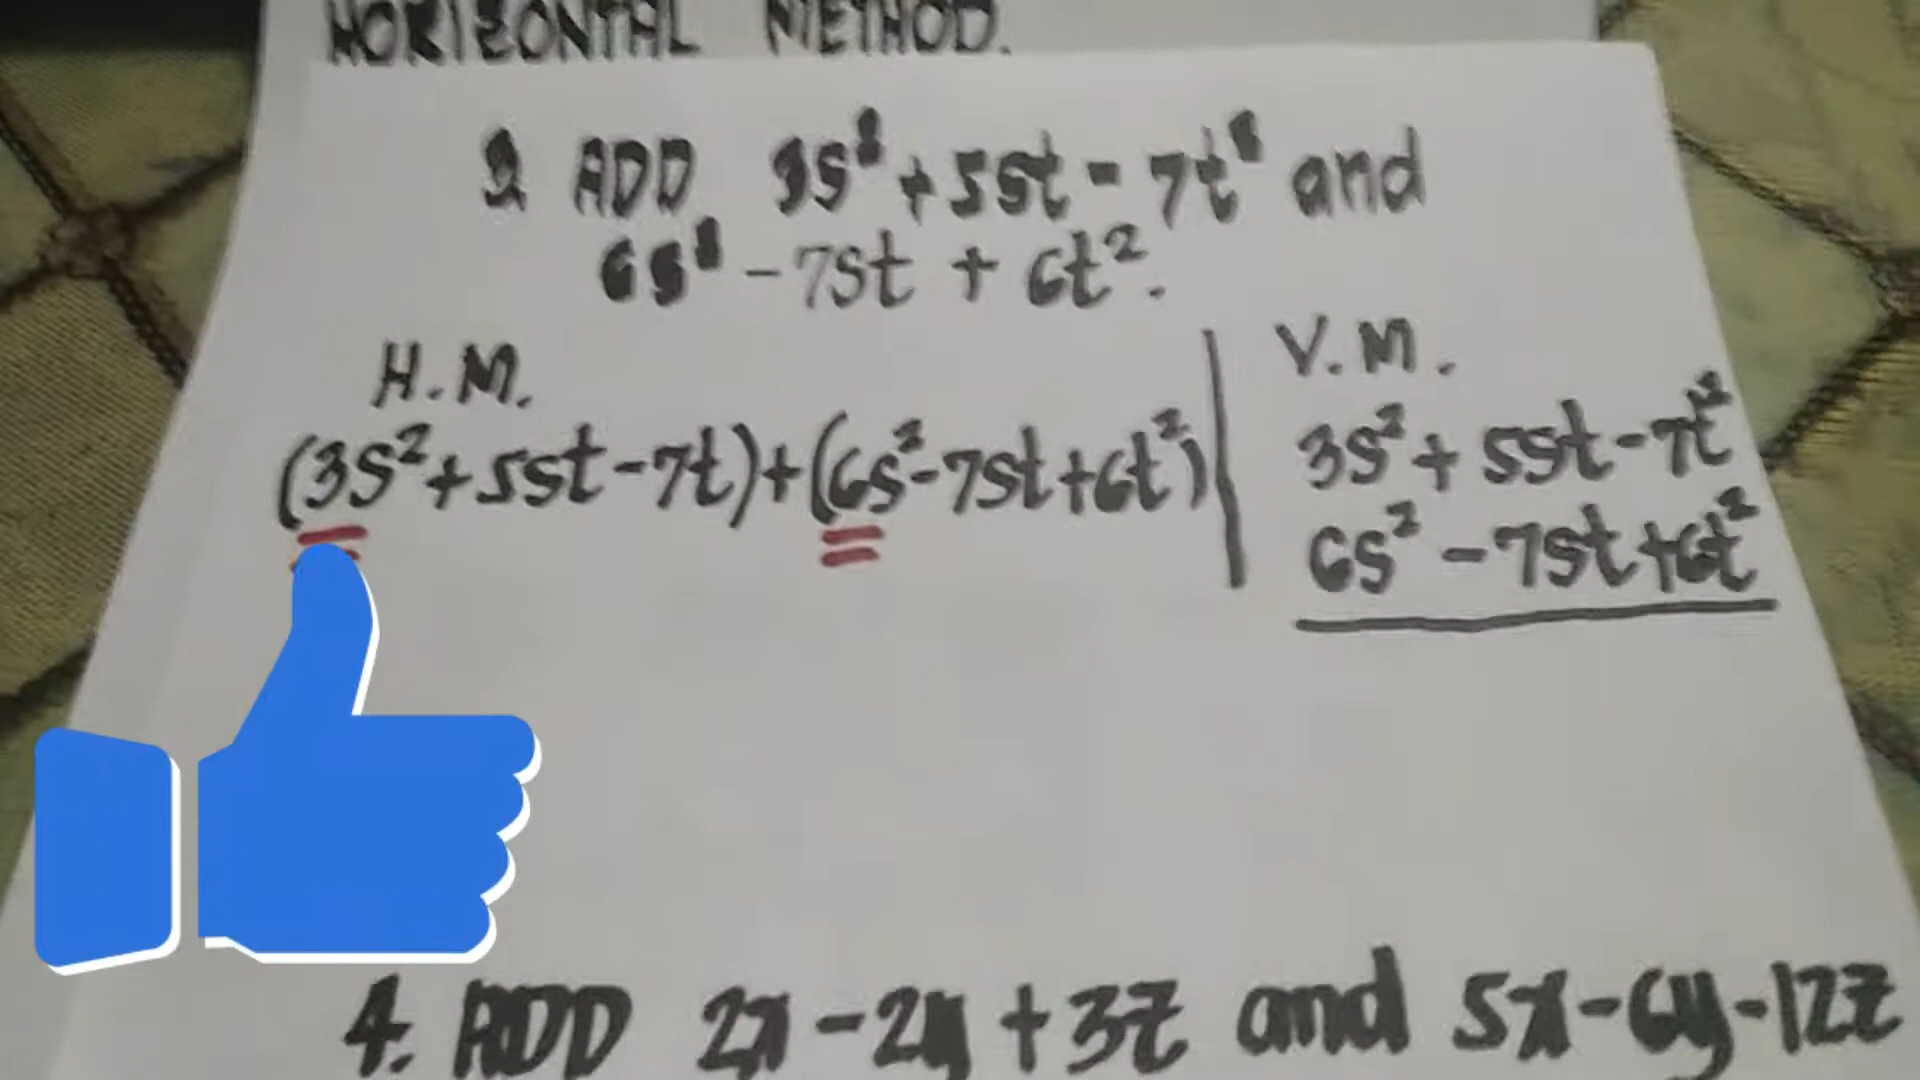 HORIZONTAL METHOD.
3. ADD 3s² + 5st - 7t² and
6s² - 7st + 6t².
H.M.
(3s² + 5st - 7t) + (6s² - 7st + 6t²)
V.M.
3s² + 5st - 7t²
6s² - 7st + 6t²
4. ADD 2x - 2y + 3z and 5x - 6y - 12z